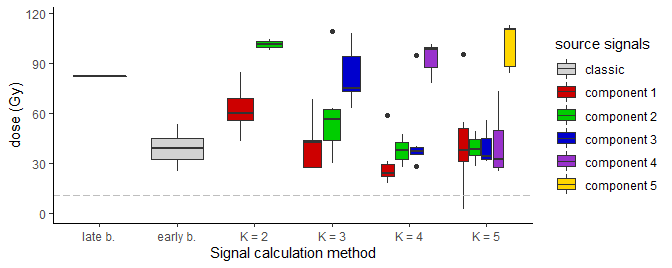 120
90
60
30
0
dose (Gy)
late b.
early b.
K = 2
K = 3
K = 4
K = 5
Signal calculation method
source signals
classic
component 1
component 2
component 3
component 4
component 5